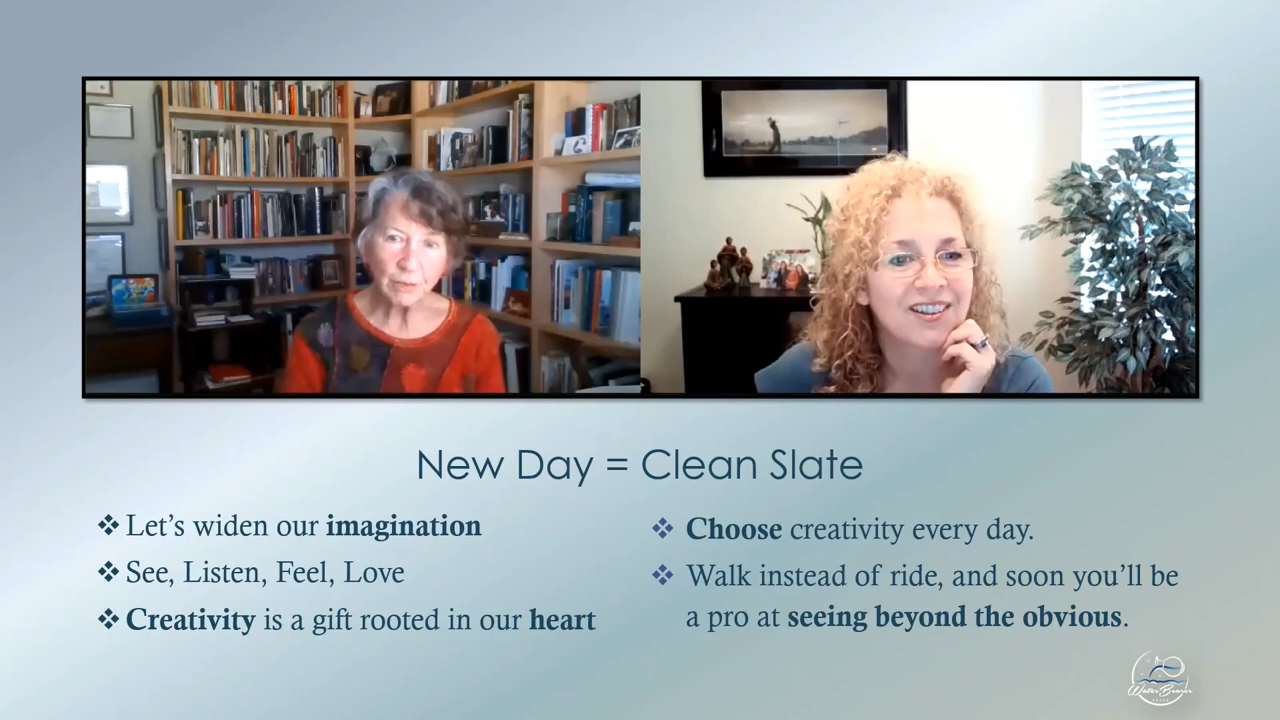 New Day = Clean Slate
❖ Let’s widen our imagination
❖ See, Listen, Feel, Love
❖ Creativity is a gift rooted in our heart
❖ Choose creativity every day.
❖ Walk instead of ride, and soon you’ll be
a pro at seeing beyond the obvious.